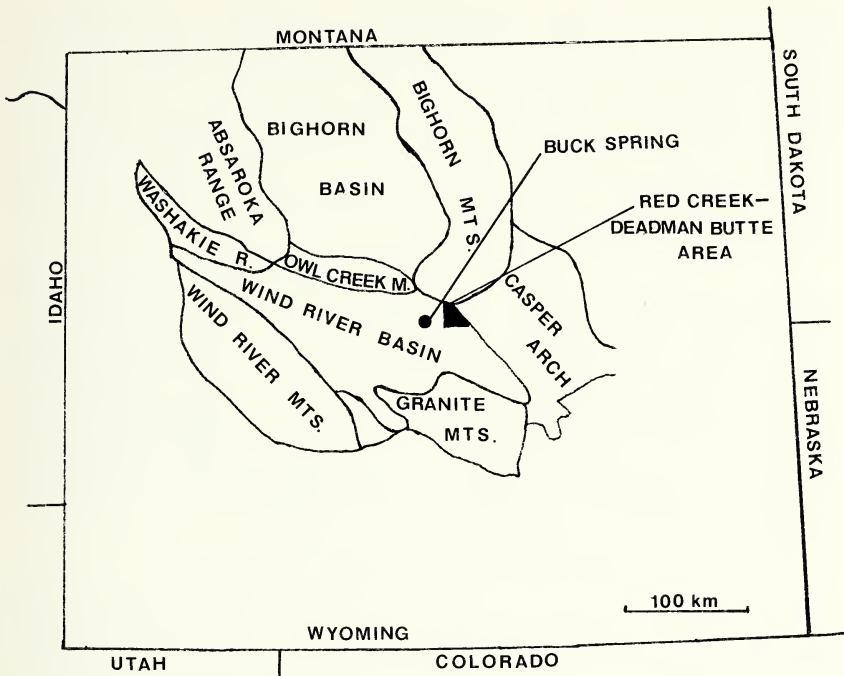 MONTANA
SOUTH DAKOTA
BIGHORN
BASIN
BIGHORN
MTS.
ABSAROKA
RANGE
BUCK SPRING
RED CREEK–
DEADMAN BUTTE
AREA
WASHAKIE R.
OWL CREEK M.
IDAHO
WIND RIVER BASIN
CASPER
ARCH
WIND RIVER MTS.
GRANITE
MTS.
NEBRASKA
100 km
WYOMING
UTAH
COLORADO